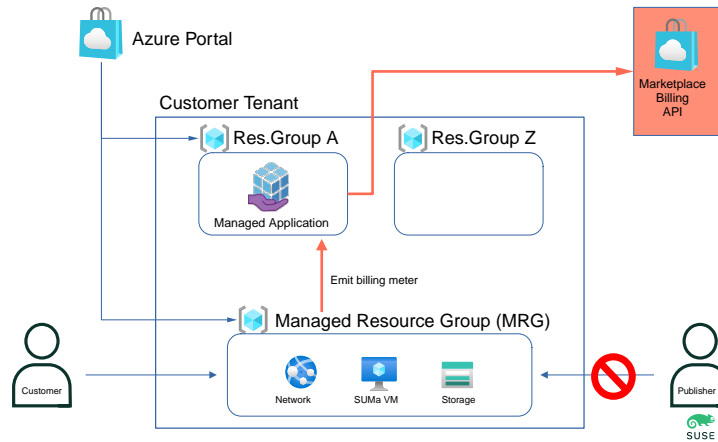 Azure Portal
Marketplace
Billing
API
Customer Tenant
Res.Group A
Res.Group Z
Managed Application
Emit billing meter
Managed Resource Group (MRG)
Customer
Network
SUMa VM
Storage
Publisher
SUSE